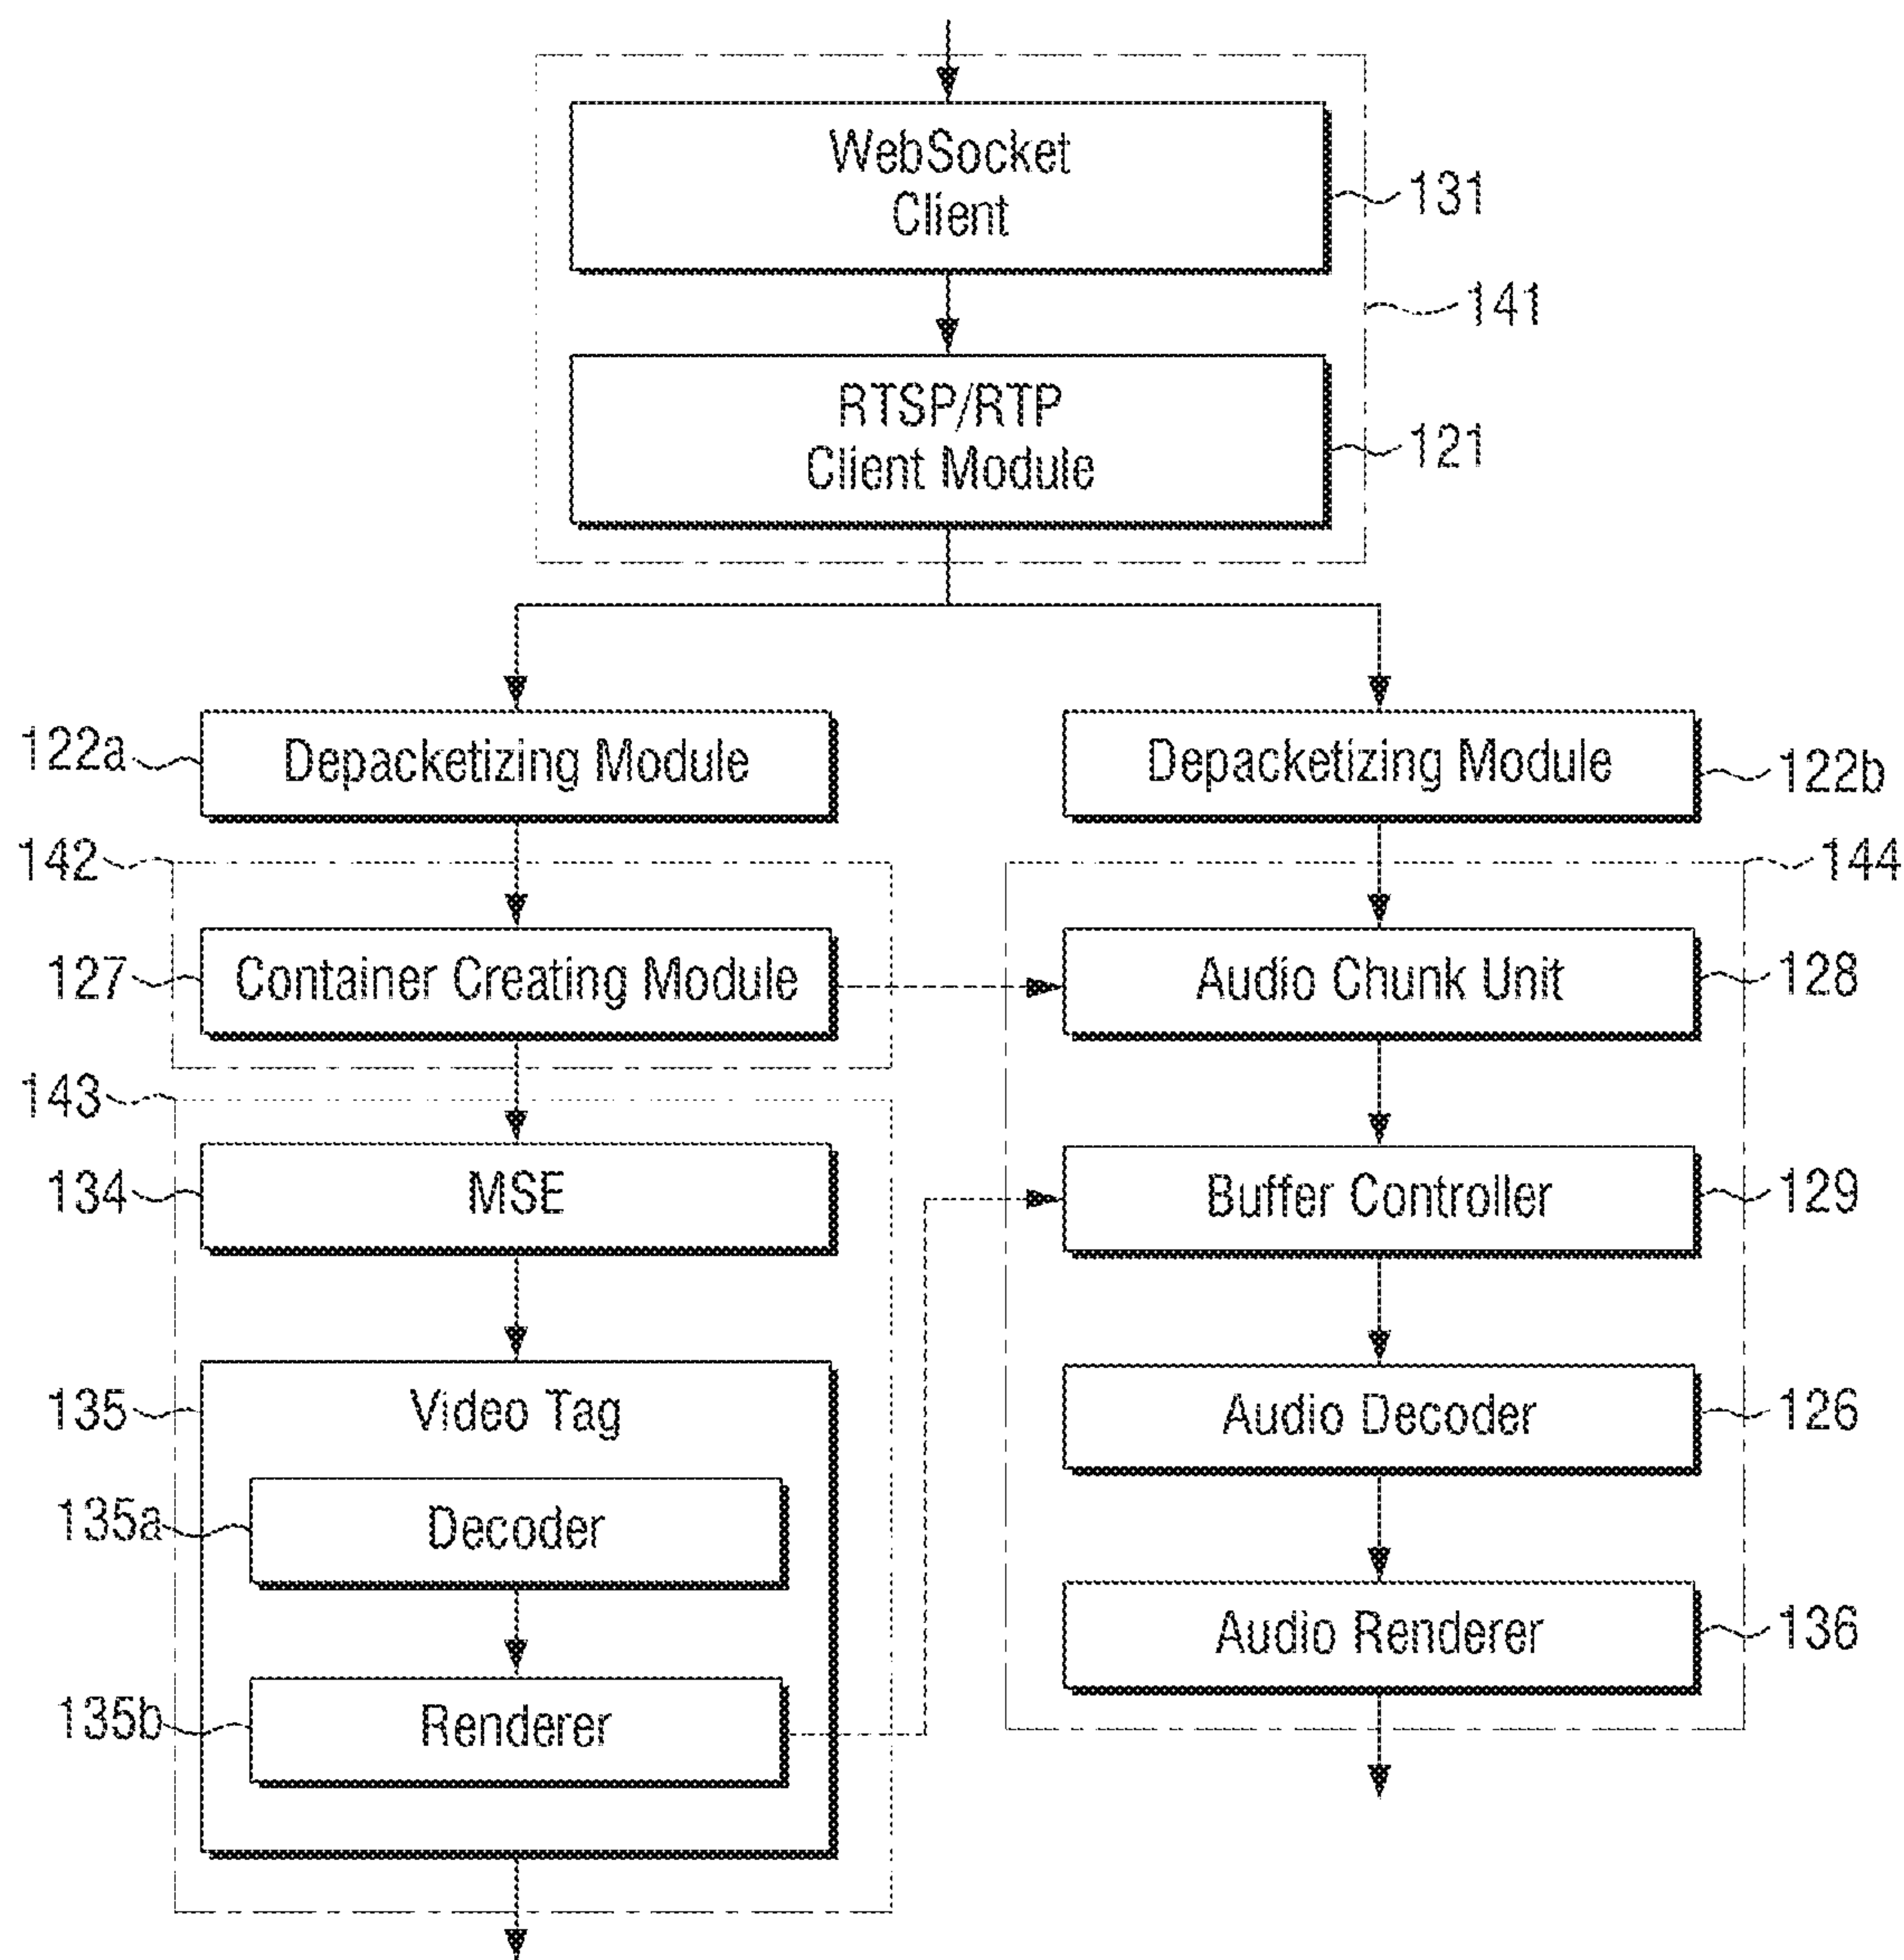 WebSocket
Client
131
141
RTSP/RTP
Client Module
121
122a
Depacketizing Module
Depacketizing Module
122b
142
144
127
Container Creating Module
Audio Chunk Unit
128
143
134
MSE
Buffer Controller
129
135
Video Tag
Audio Decoder
126
135a
Decoder
Audio Renderer
136
135b
Renderer